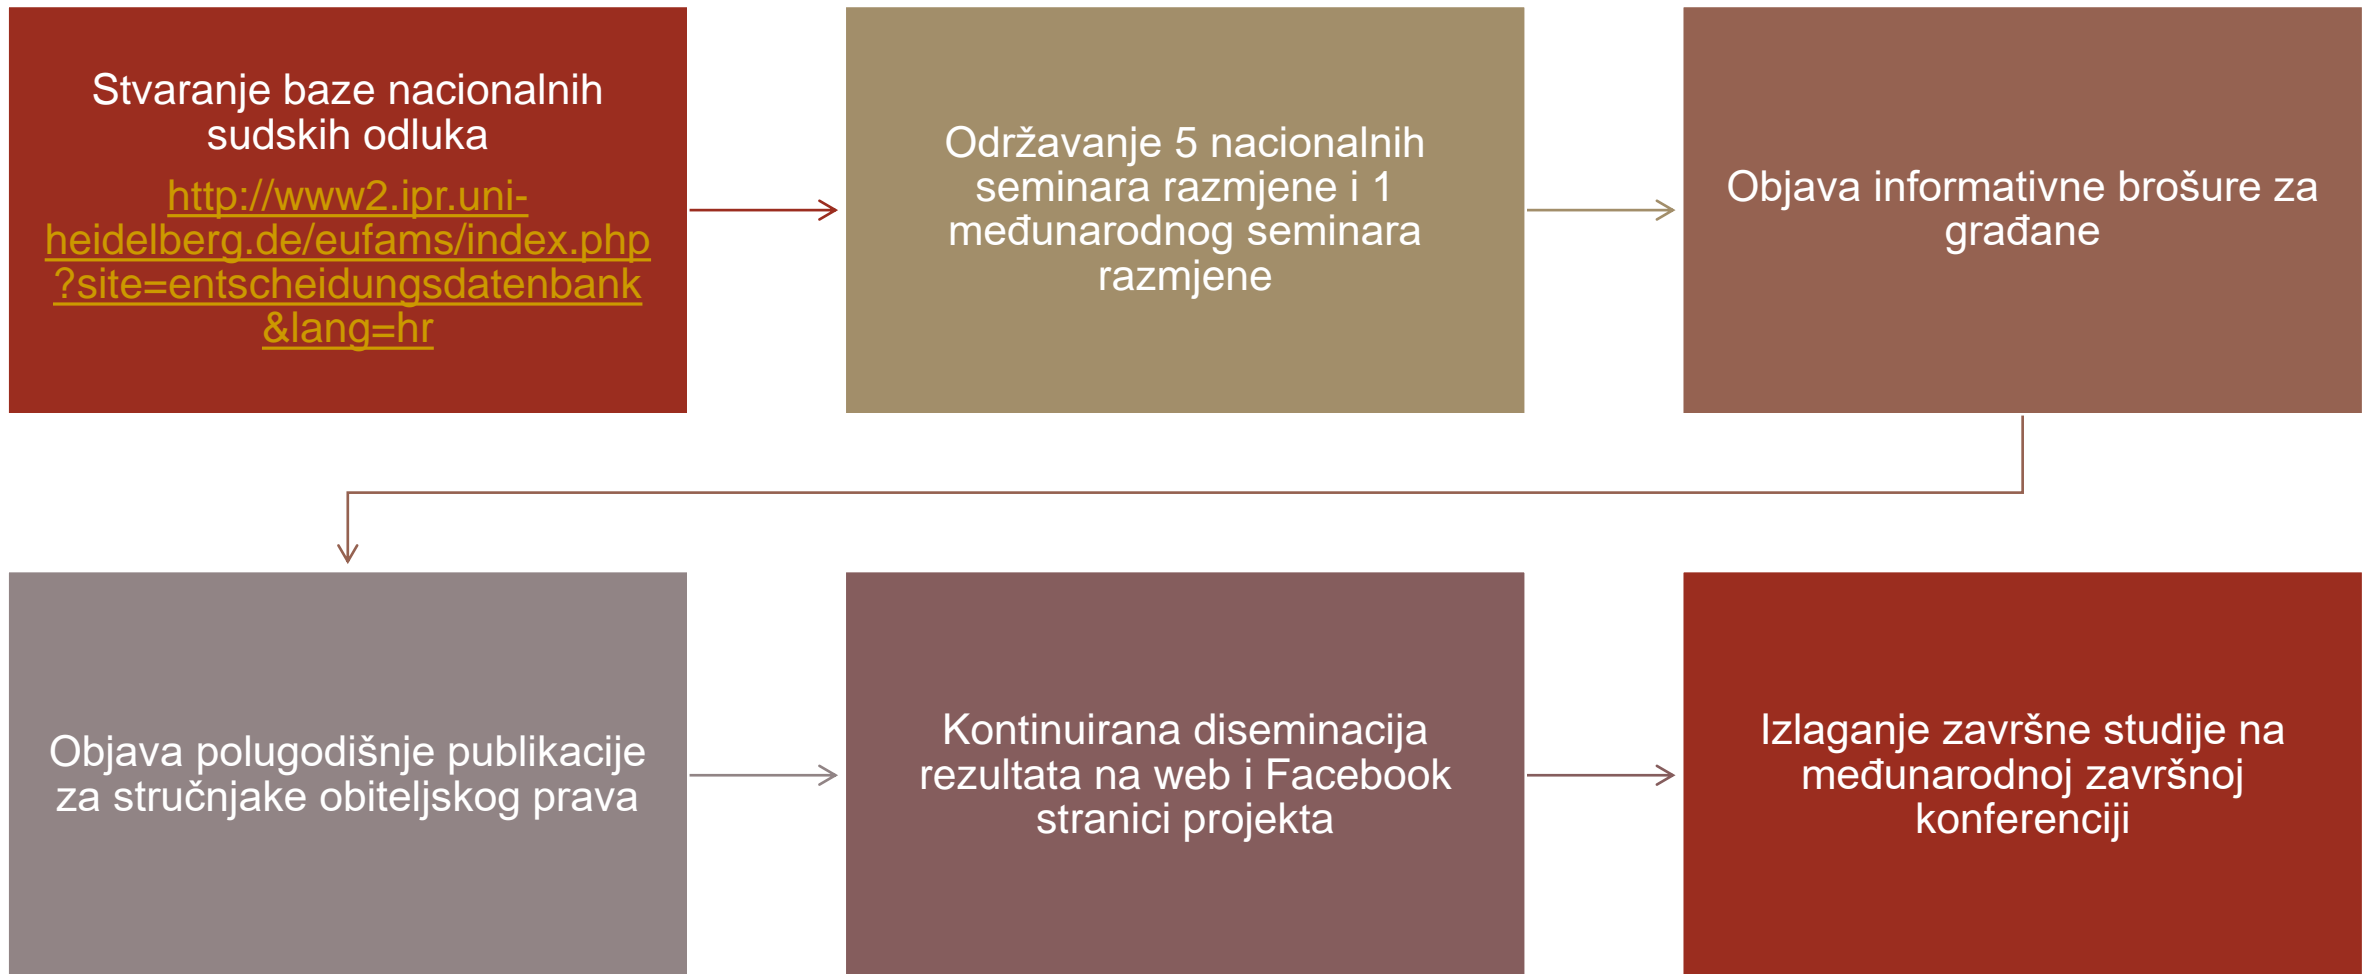 Stvaranje baze nacionalnih
sudskih odluka
http://www2.ipr.uni-
heidelberg.de/eufams/index.php
?site=entscheidungsdatenbank
&lang=hr
Održavanje 5 nacionalnih
seminara razmjene i 1
međunarodnog seminara
razmjene
Objava informativne brošure za
građane
Objava polugodišnje publikacije
za stručnjake obiteljskog prava
Kontinuirana diseminacija
rezultata na web i Facebook
stranici projekta
Izlaganje završne studije na
međunarodnoj završnoj
konferenciji